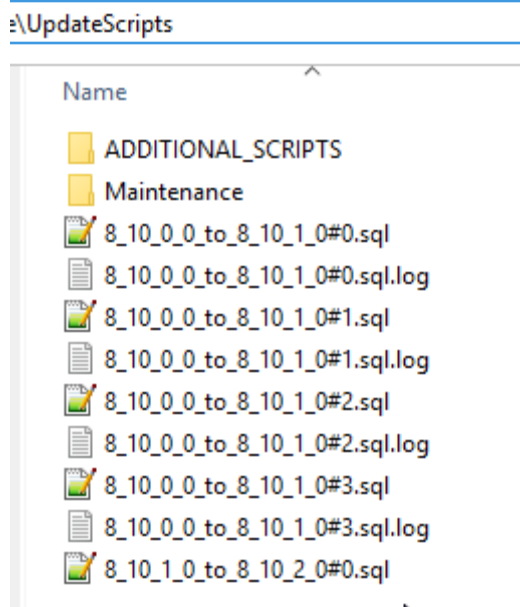 e\UpdateScripts
Name
ADDITIONAL_SCRIPTS
Maintenance
8_10_0_0_to_8_10_1_0#0.sql
8_10_0_0_to_8_10_1_0#0.sql.log
8_10_0_0_to_8_10_1_0#1.sql
8_10_0_0_to_8_10_1_0#1.sql.log
8_10_0_0_to_8_10_1_0#2.sql
8_10_0_0_to_8_10_1_0#2.sql.log
8_10_0_0_to_8_10_1_0#3.sql
8_10_0_0_to_8_10_1_0#3.sql.log
8_10_1_0_to_8_10_2_0#0.sql